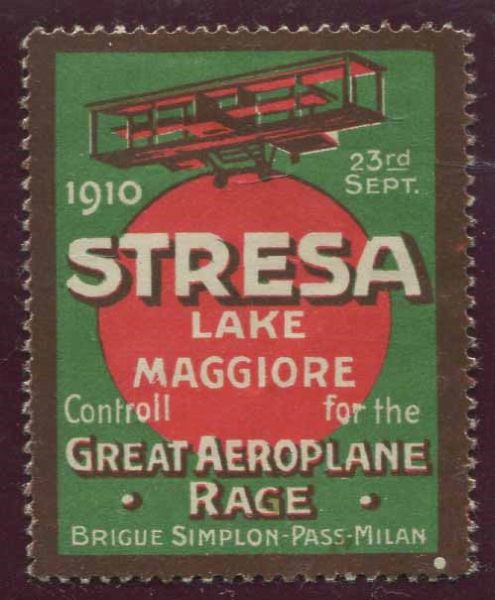 1910
23rd
SEPT.
STRESA
LAKE
MAGGIORE
Controll for the
GREAT AEROPLANE
RAGE
BRIGUE SIMPLON-PASS-MILAN